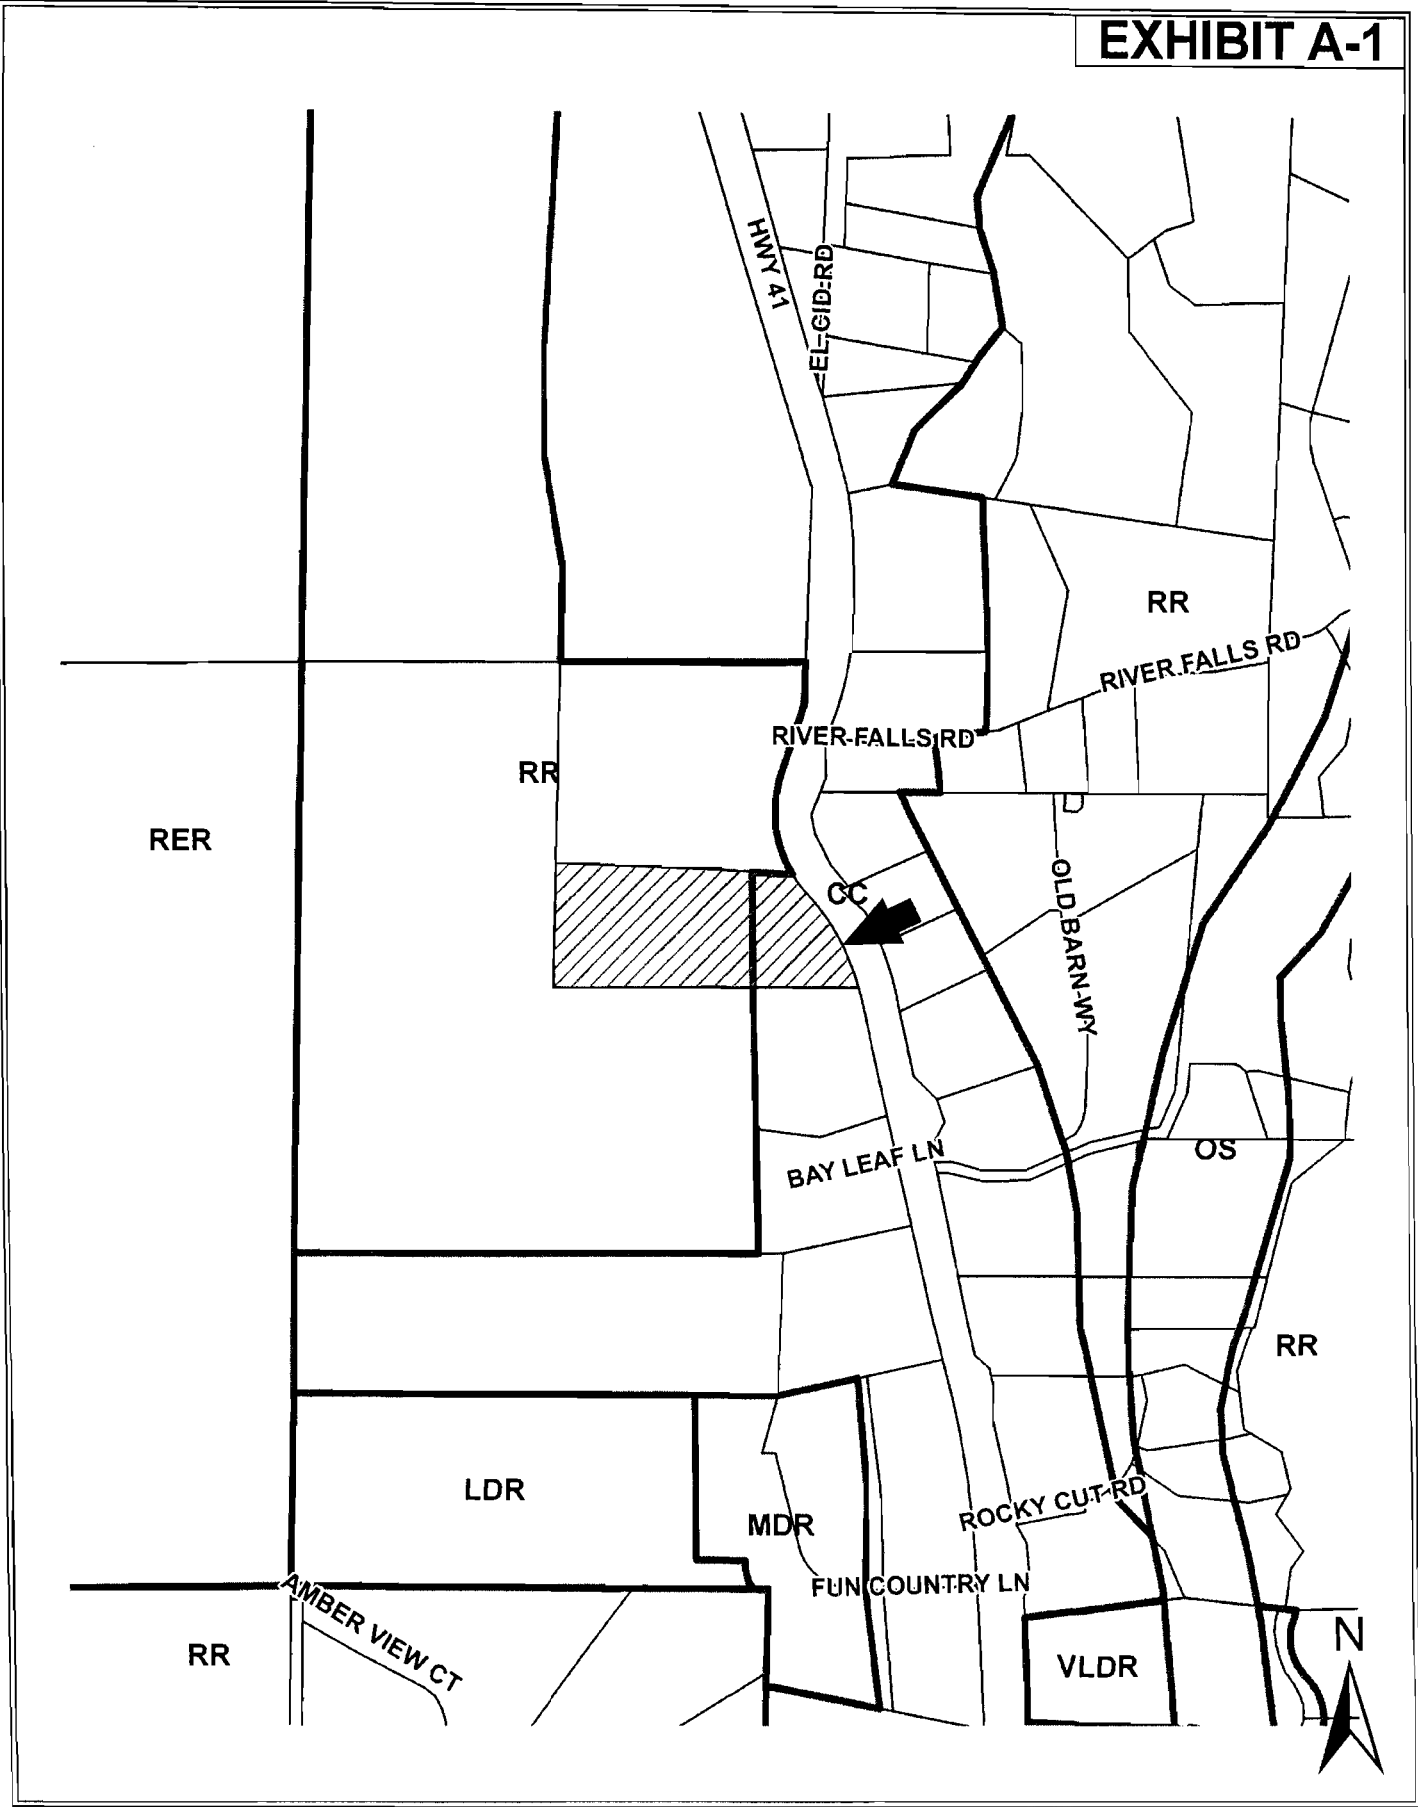 EXHIBIT A-1
HWY 41
EL CID RD
RR
RIVER FALLS RD
RIVER FALLS RD
RR
RER
CC
OLD BARN WY
OS
BAY LEAF LN
RR
LDR
MDR
ROCKY CUT RD
FUN COUNTRY LN
AMBER VIEW CT
RR
VLDR
N